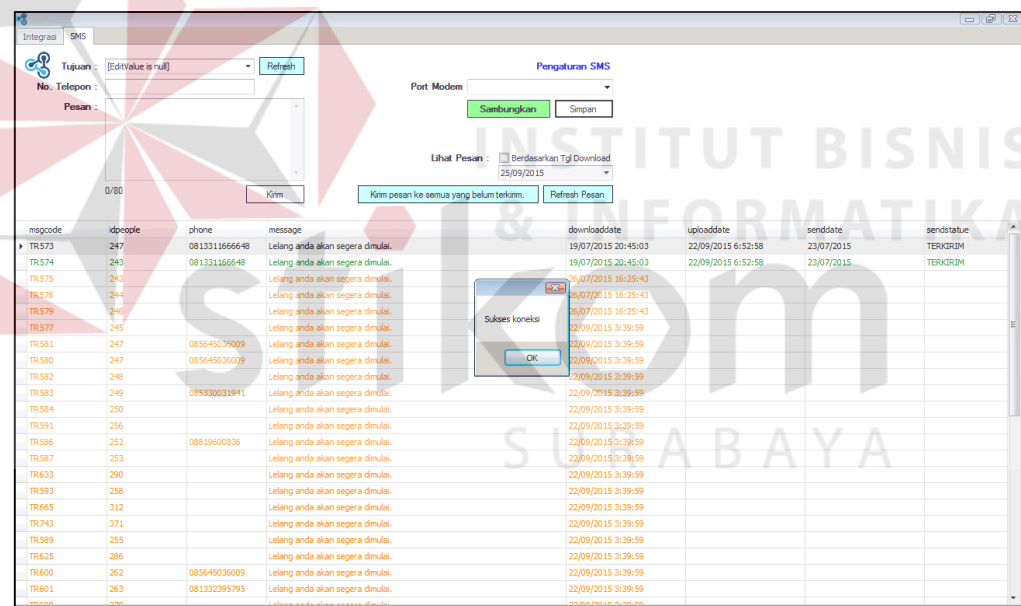 Integrasi SMS
Tujuan : [EditValue is null] Refresh Pengaturan SMS
No. Telepon : Port Modem :
Pesan : Sambungkan Simpan
Lihat Pesan : Berdasarkan Tgl Download
25/09/2015
0/80 Kirim Kirim pesan ke semua yang belum terkirim. Refresh Pesan
msgcode idpeople phone message downloaddate uploaddate senddate sendstatue
TR573 247 0813311666648 Lelang anda akan segera dimulai. 19/07/2015 20:45:03 22/09/2015 6:52:58 23/07/2015 TERKIRIM
TR574 243 081331166648 Lelang anda akan segera dimulai. 19/07/2015 20:45:03 22/09/2015 6:52:58 23/07/2015 TERKIRIM
TR575 243 Lelang anda akan segera dimulai. 26/07/2015 16:25:43
TR576 244 Lelang anda akan segera dimulai. 26/07/2015 16:25:43
TR579 246 Lelang anda akan segera dimulai. 26/07/2015 16:25:43
TR577 245 Lelang anda akan segera dimulai. 22/09/2015 3:39:59
TR581 247 085645036009 Lelang anda akan segera dimulai. 22/09/2015 3:39:59
TR580 247 085645036009 Lelang anda akan segera dimulai. 22/09/2015 3:39:59
TR582 248 Lelang anda akan segera dimulai. 22/09/2015 3:39:59
TR583 249 085330031941 Lelang anda akan segera dimulai. 22/09/2015 3:39:59
TR584 250 Lelang anda akan segera dimulai. 22/09/2015 3:39:59
TR591 256 Lelang anda akan segera dimulai. 22/09/2015 3:39:59
TR586 252 08819600836 Lelang anda akan segera dimulai. 22/09/2015 3:39:59
TR587 253 Lelang anda akan segera dimulai. 22/09/2015 3:39:59
TR633 290 Lelang anda akan segera dimulai. 22/09/2015 3:39:59
TR593 258 Lelang anda akan segera dimulai. 22/09/2015 3:39:59
TR665 312 Lelang anda akan segera dimulai. 22/09/2015 3:39:59
TR743 371 Lelang anda akan segera dimulai. 22/09/2015 3:39:59
TR589 255 Lelang anda akan segera dimulai. 22/09/2015 3:39:59
TR625 286 Lelang anda akan segera dimulai. 22/09/2015 3:39:59
TR600 262 085645036009 Lelang anda akan segera dimulai. 22/09/2015 3:39:59
TR601 263 081332395795 Lelang anda akan segera dimulai. 22/09/2015 3:39:59
Sukses koneksi
OK
INSTITUT BISNIS
& INFORMATIKA
stikom
SURABAYA